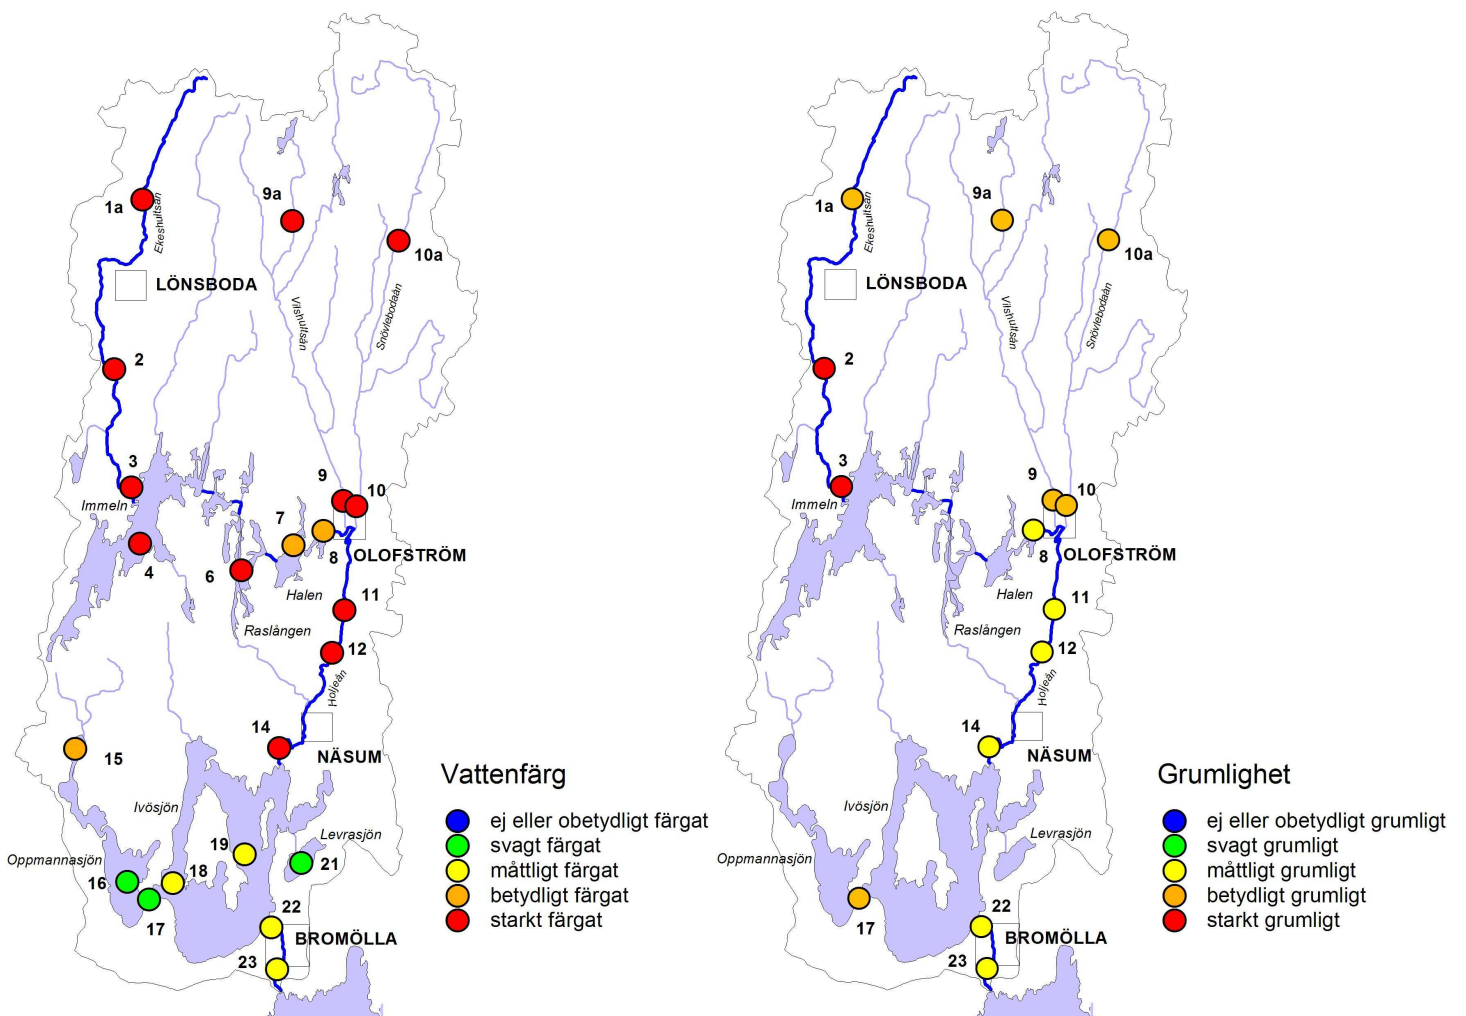 1a
Ekeshultsån
9a
10a
LÖNSBODA
Vilshultsån
Snövlebodaån
2
3
Immeln
4
6
7
8
9
10
OLOFSTRÖM
Halen
11
Raslången
12
Holjeån
14
NÄSUM
15
Ivösjön
Levrasjön
Oppmannasjön
16
17
18
19
21
22
BROMÖLLA
23
Vattenfärg
ej eller obetydligt färgat
svagt färgat
måttligt färgat
betydligt färgat
starkt färgat
1a
Ekeshultsån
9a
10a
LÖNSBODA
Vilshultsån
Snövlebodaån
2
3
Immeln
9
10
8
OLOFSTRÖM
Halen
11
Raslången
12
Holjeån
14
NÄSUM
Ivösjön
Levrasjön
Oppmannasjön
17
22
BROMÖLLA
23
Grumlighet
ej eller obetydligt grumligt
svagt grumligt
måttligt grumligt
betydligt grumligt
starkt grumligt